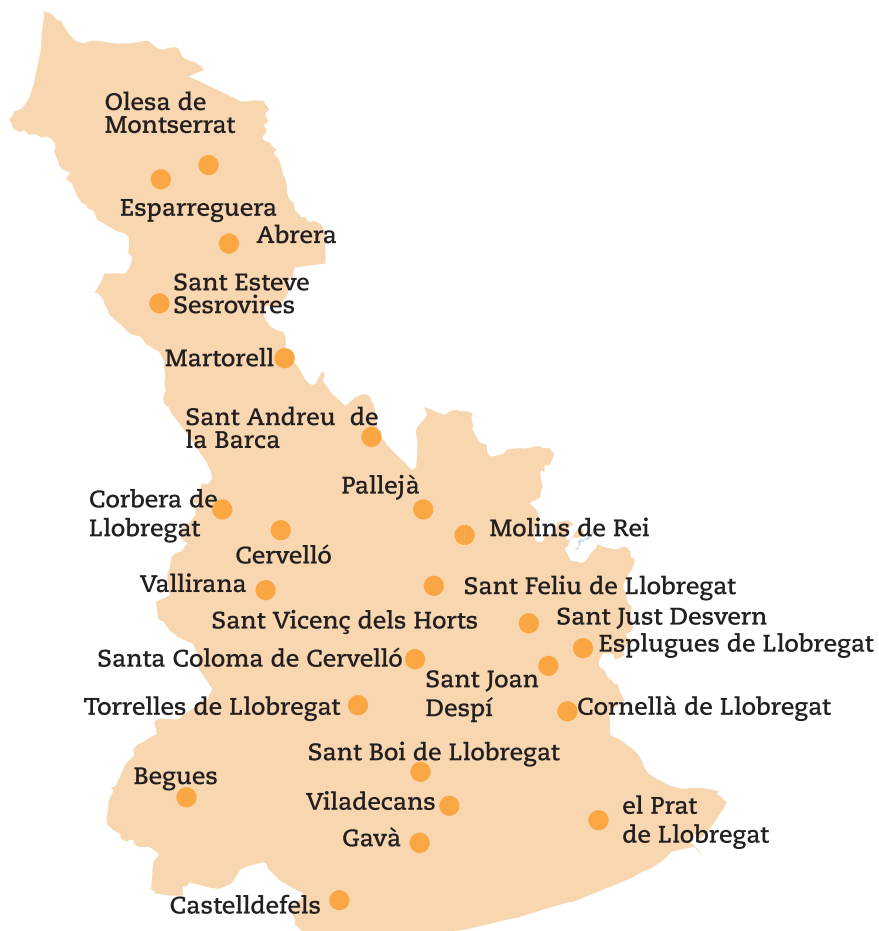 Olesa de
Montserrat
Esparreguera
Abrera
Sant Esteve
Sesrovires
Martorell
Sant Andreu de
la Barca
Pallejà
Corbera de
Llobregat
Molins de Rei
Cervelló
Vallirana
Sant Feliu de Llobregat
Sant Vicenç dels Horts
Sant Just Desvern
Esplugues de Llobregat
Santa Coloma de Cervelló
Sant Joan
Despí
Torrelles de Llobregat
Cornellà de Llobregat
Sant Boi de Llobregat
Begues
Viladecans
el Prat
de Llobregat
Gavà
Castelldefels